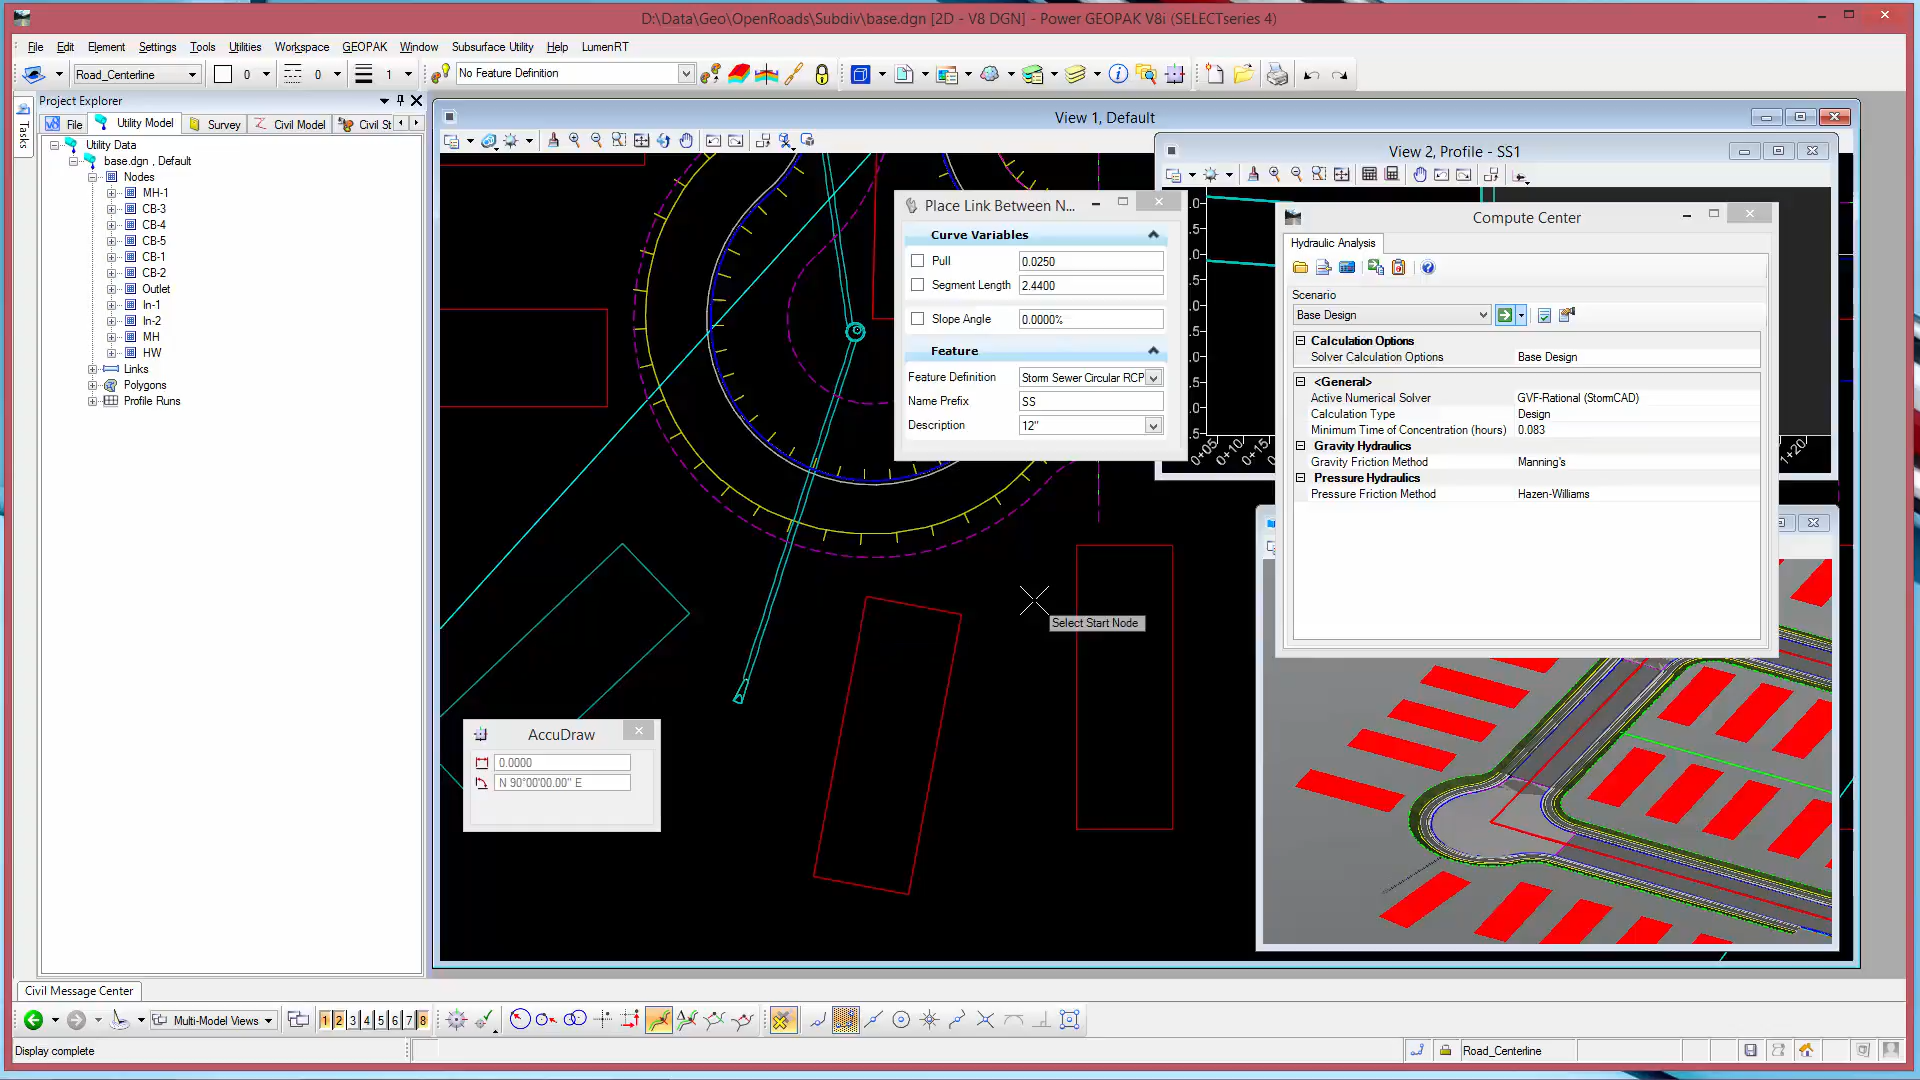 D:\Data\Geo\OpenRoads\Subdiv\base.dgn [2D - V8 DGN] - Power GEOPAK V8i (SELECTseries 4)
File Edit Element Settings Tools Utilities Workspace GEOPAK Window Subsurface Utility Help LumenRT
Road_Centerline 0 0 1 No Feature Definition
Tasks
Project Explorer
File Utility Model Survey Civil Model Civil St
Utility Data
base.dgn , Default
Nodes
MH-1
CB-3
CB-4
CB-5
CB-1
CB-2
Outlet
In-1
In-2
MH
HW
Links
Polygons
Profile Runs
View 1, Default
View 2, Profile - SS1
0+05 0+10 0+15
1+20
Place Link Between N...
Curve Variables
Pull 0.0250
Segment Length 2.4400
Slope Angle 0.0000%
Feature
Feature Definition Storm Sewer Circular RCP
Name Prefix SS
Description 12"
Compute Center
Hydraulic Analysis
Scenario
Base Design
Calculation Options
Solver Calculation Options Base Design
<General>
Active Numerical Solver GVF-Rational (StormCAD)
Calculation Type Design
Minimum Time of Concentration (hours) 0.083
Gravity Hydraulics
Gravity Friction Method Manning's
Pressure Hydraulics
Pressure Friction Method Hazen-Williams
Select Start Node
AccuDraw
0.0000
N 90°00'00.00" E
Civil Message Center
Multi-Model Views 1 2 3 4 5 6 7 8
Display complete
Road_Centerline